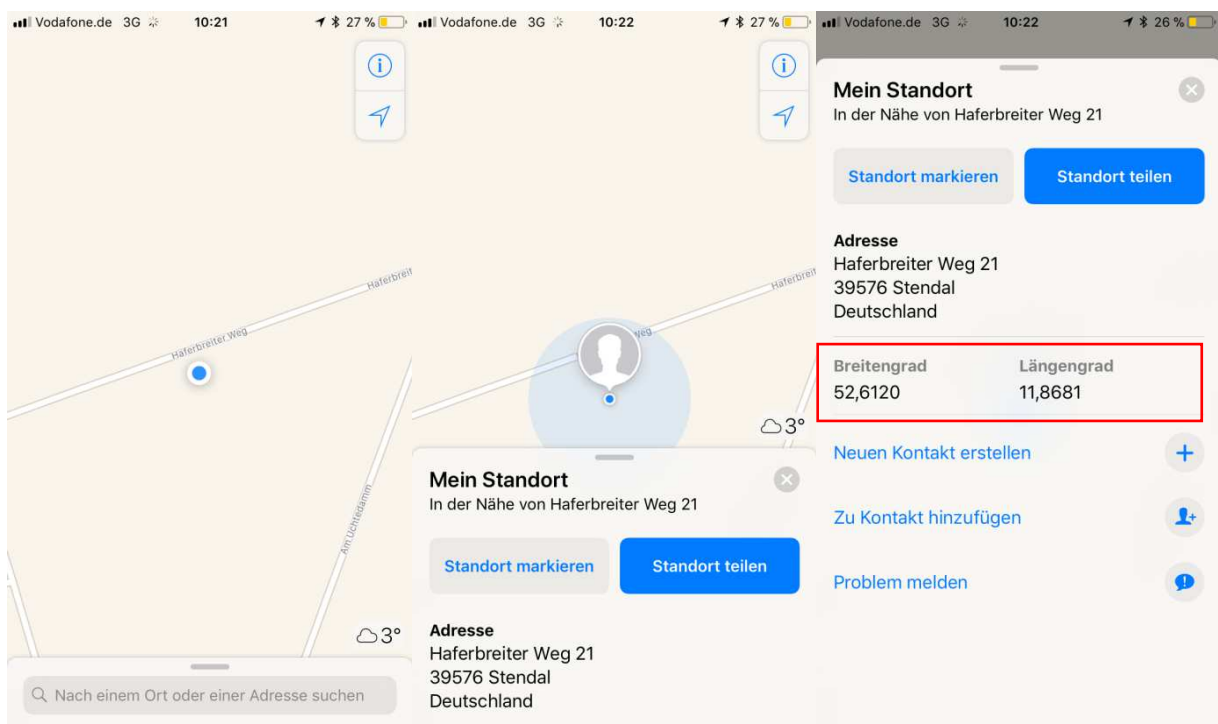 Vodafone.de 3G 10:21 27 %
Haferbreit
Haferbreiter Weg
Am Uchtedamm
3°
Nach einem Ort oder einer Adresse suchen
Vodafone.de 3G 10:22 27 %
Haferbreit
weg
3°
Mein Standort
In der Nähe von Haferbreiter Weg 21
Standort markieren Standort teilen
Adresse
Haferbreiter Weg 21
39576 Stendal
Deutschland
Vodafone.de 3G 10:22 26 %
Mein Standort
In der Nähe von Haferbreiter Weg 21
Standort markieren Standort teilen
Adresse
Haferbreiter Weg 21
39576 Stendal
Deutschland
Breitengrad Längengrad
52,6120 11,8681
Neuen Kontakt erstellen
Zu Kontakt hinzufügen
Problem melden